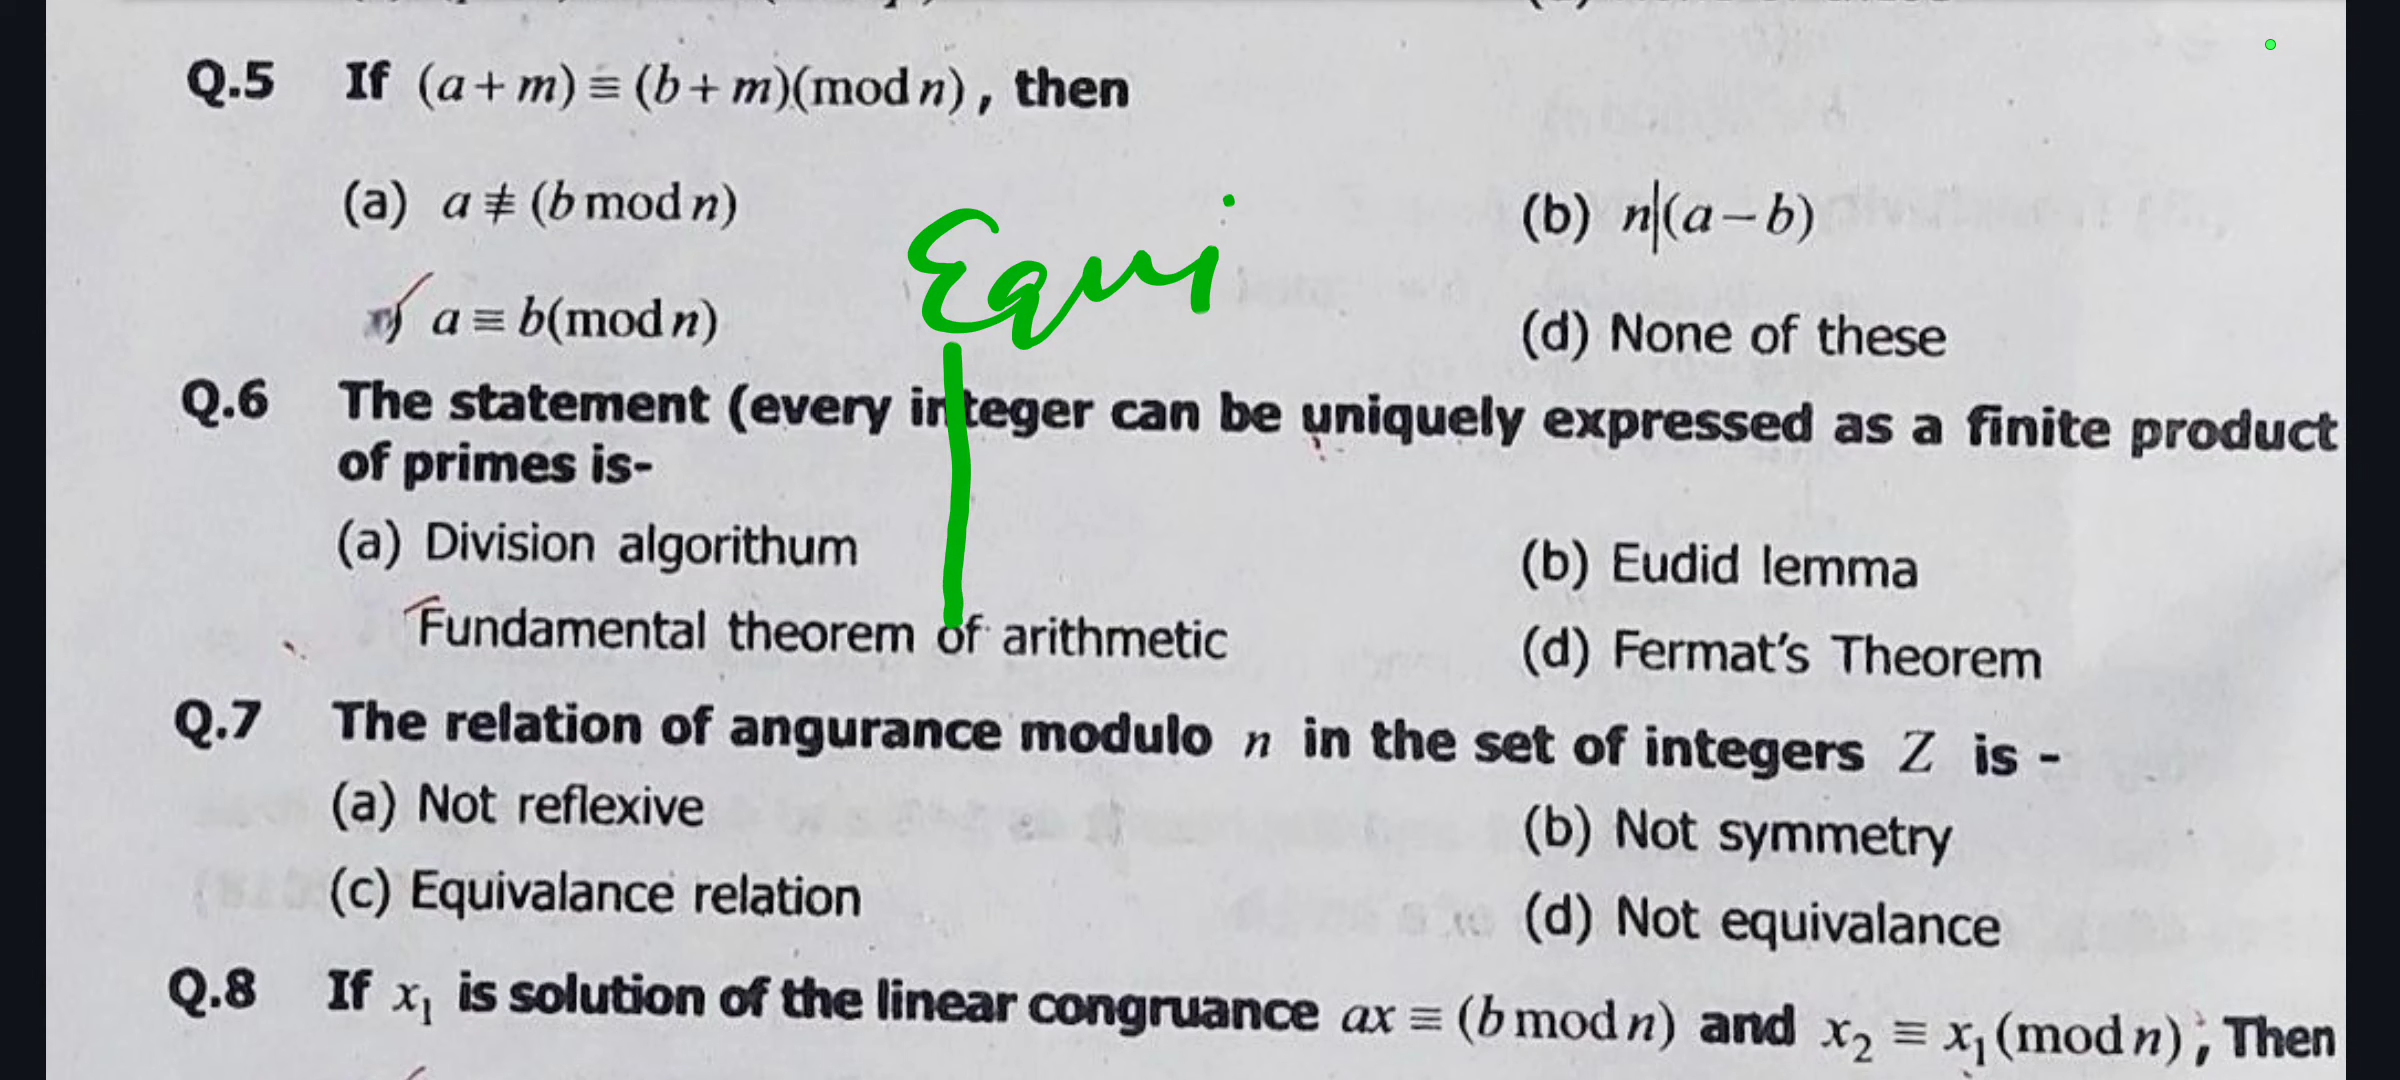 Q.5 If (a+m) ≡ (b+m)(mod n), then
(a) a ≢ (b mod n)
(b) n|(a−b)
Equi
a ≡ b(mod n)
(d) None of these
Q.6 The statement (every integer can be uniquely expressed as a finite product
of primes is-
(a) Division algorithum
(b) Eudid lemma
Fundamental theorem of arithmetic
(d) Fermat's Theorem
Q.7 The relation of angurance modulo n in the set of integers Z is -
(a) Not reflexive
(b) Not symmetry
(c) Equivalance relation
(d) Not equivalance
Q.8 If x₁ is solution of the linear congruance ax ≡ (b mod n) and x₂ ≡ x₁(mod n); Then